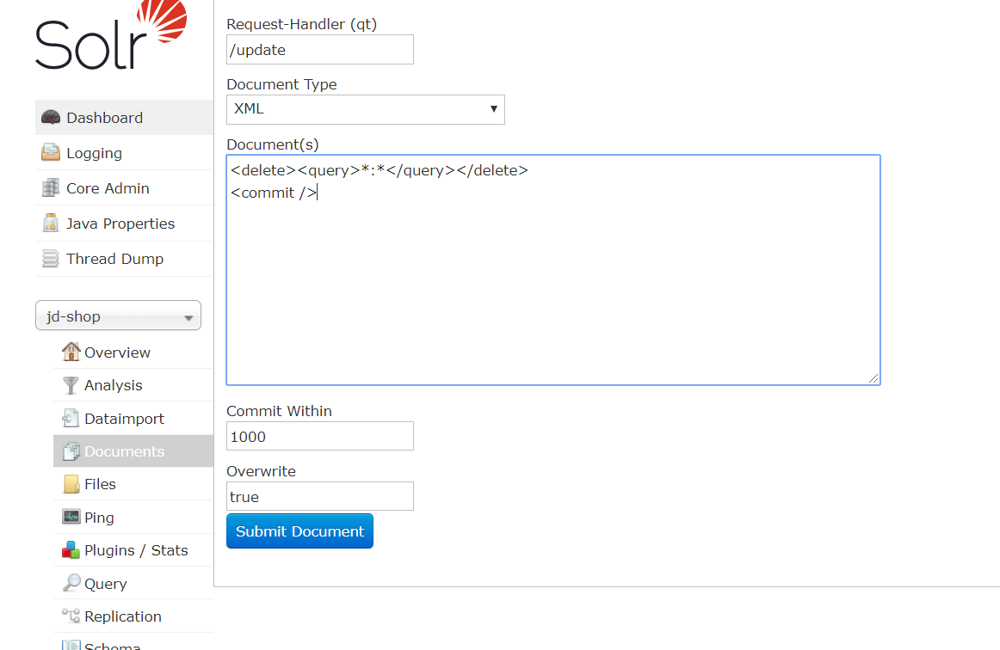 Solr
Dashboard
Logging
Core Admin
Java Properties
Thread Dump
jd-shop
Overview
Analysis
Dataimport
Documents
Files
Ping
Plugins / Stats
Query
Replication
Schema
Request-Handler (qt)
/update
Document Type
XML
Document(s)
<delete><query>*:*</query></delete>
<commit />
Commit Within
1000
Overwrite
true
Submit Document